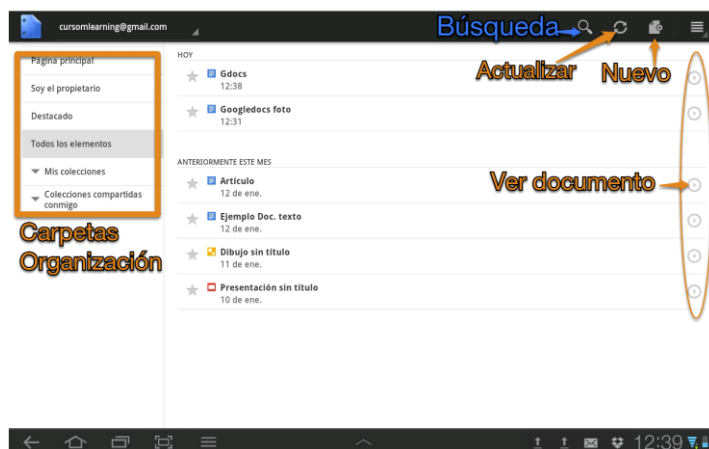 cursomlearning@gmail.com
Búsqueda
Actualizar
Nuevo
Página principal
Soy el propietario
Destacado
Todos los elementos
Mis colecciones
Colecciones compartidas
conmigo
Carpetas
Organización
HOY
Gdocs
12:38
Googledocs foto
12:31
ANTERIORMENTE ESTE MES
Artículo
12 de ene.
Ver documento
Ejemplo Doc. texto
12 de ene.
Dibujo sin título
11 de ene.
Presentación sin título
10 de ene.
12:39